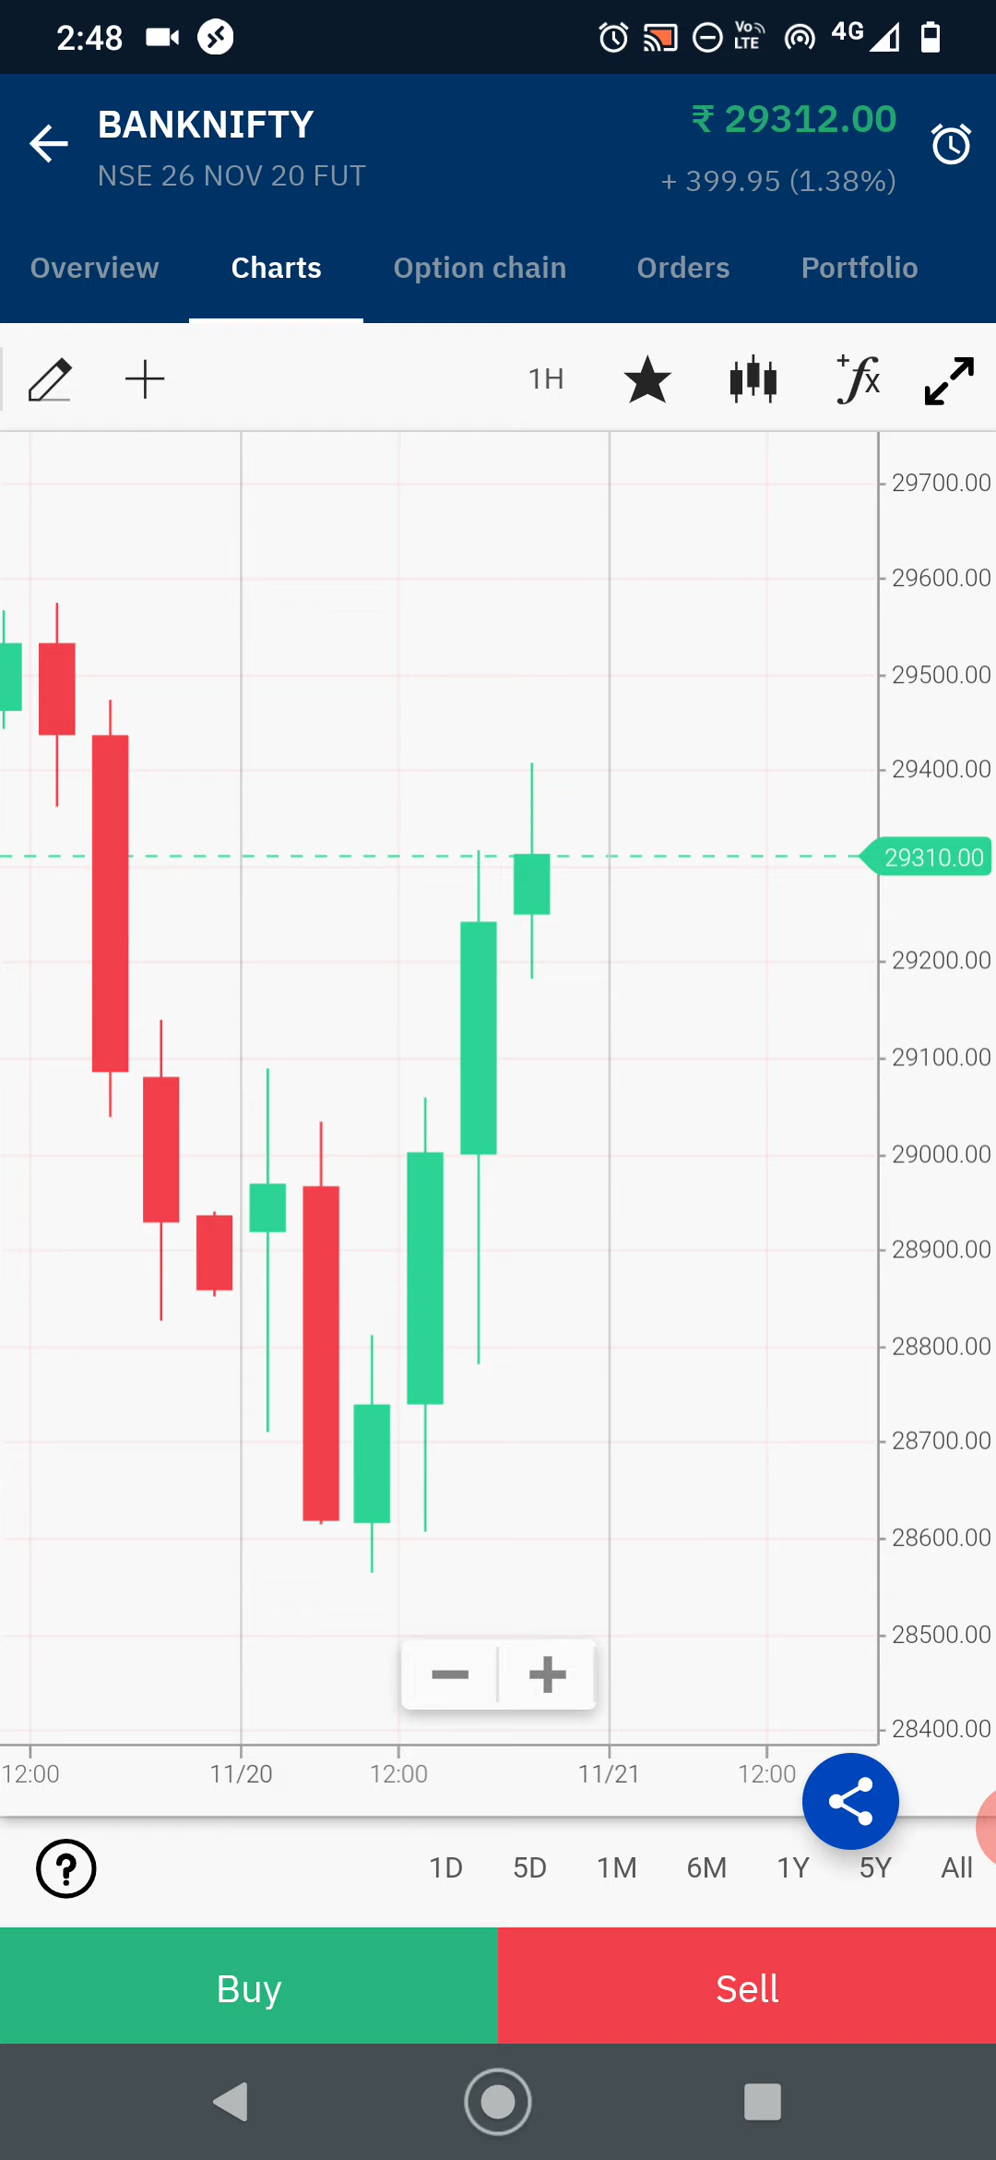 2:48 Vo LTE 4G
BANKNIFTY ₹ 29312.00
NSE 26 NOV 20 FUT + 399.95 (1.38%)
Overview Charts Option chain Orders Portfolio
1H +fx
29700.00
29600.00
29500.00
29400.00
29310.00
29200.00
29100.00
29000.00
28900.00
28800.00
28700.00
28600.00
28500.00
28400.00
12:00 11/20 12:00 11/21 12:00
? 1D 5D 1M 6M 1Y 5Y All
Buy Sell